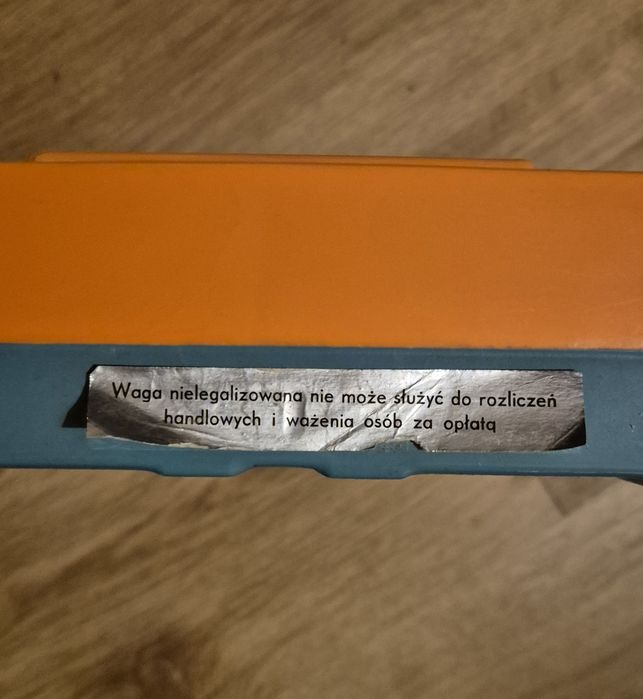 Waga nielegalizowana nie może służyć do rozliczeń
handlowych i ważenia osób za opłatą